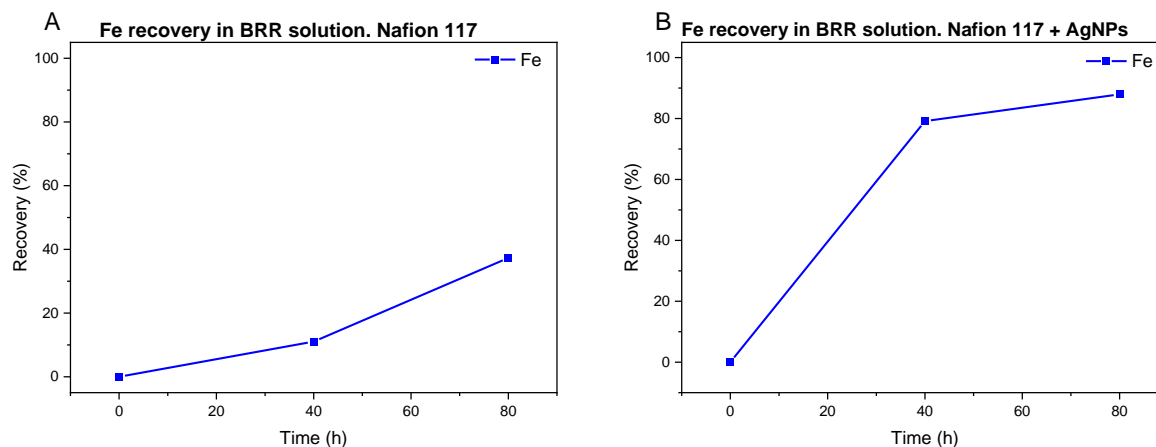 A
Fe recovery in BRR solution. Nafion 117
Fe
100
80
60
40
20
0
Recovery (%)
0 20 40 60 80
Time (h)
B
Fe recovery in BRR solution. Nafion 117 + AgNPs
Fe
100
80
60
40
20
0
Recovery (%)
0 20 40 60 80
Time (h)